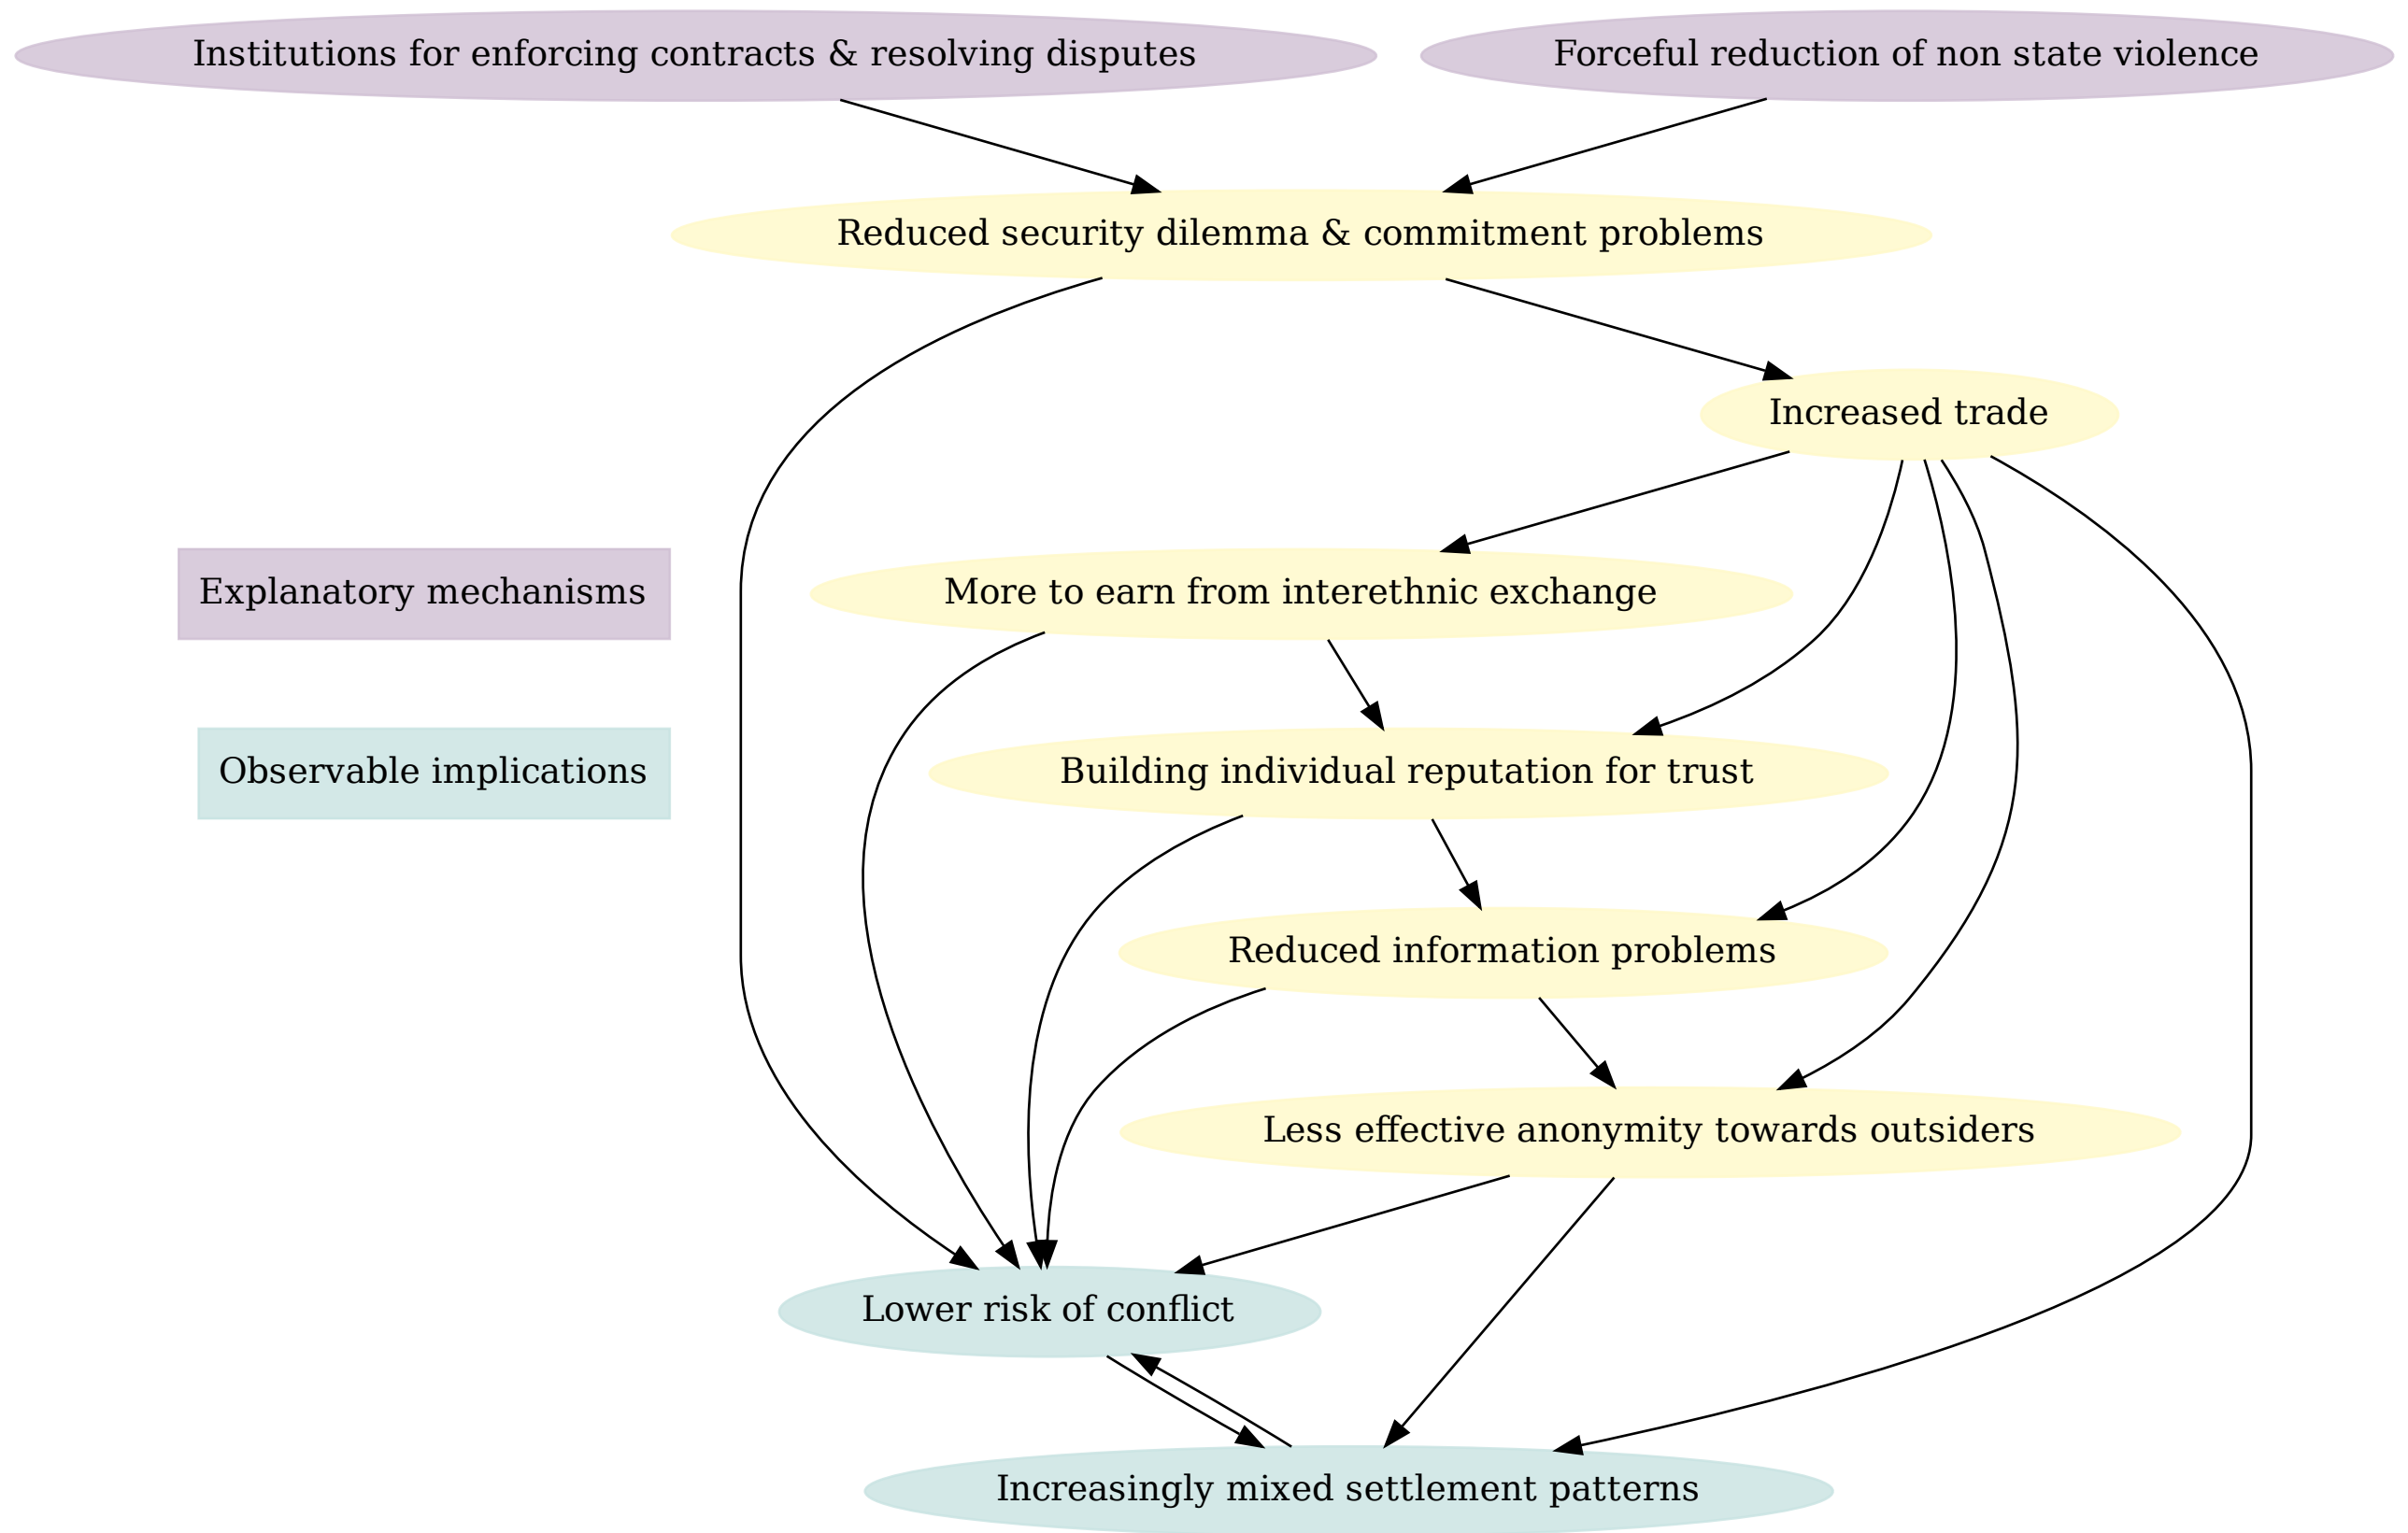 Institutions for enforcing contracts & resolving disputes
Forceful reduction of non state violence
Reduced security dilemma & commitment problems
Increased trade
Explanatory mechanisms
More to earn from interethnic exchange
Observable implications
Building individual reputation for trust
Reduced information problems
Less effective anonymity towards outsiders
Lower risk of conflict
Increasingly mixed settlement patterns